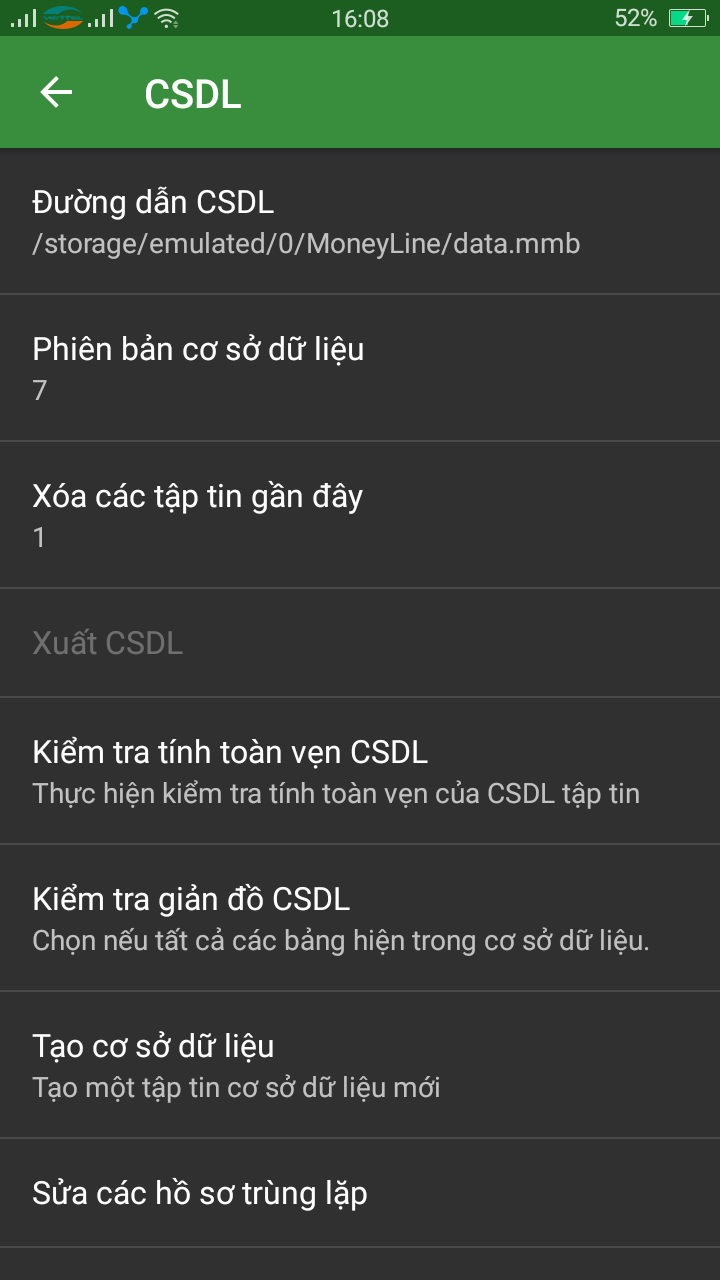 VIETTEL
16:08
52%
CSDL
Đường dẫn CSDL
/storage/emulated/0/MoneyLine/data.mmb
Phiên bản cơ sở dữ liệu
7
Xóa các tập tin gần đây
1
Xuất CSDL
Kiểm tra tính toàn vẹn CSDL
Thực hiện kiểm tra tính toàn vẹn của CSDL tập tin
Kiểm tra giản đồ CSDL
Chọn nếu tất cả các bảng hiện trong cơ sở dữ liệu.
Tạo cơ sở dữ liệu
Tạo một tập tin cơ sở dữ liệu mới
Sửa các hồ sơ trùng lặp